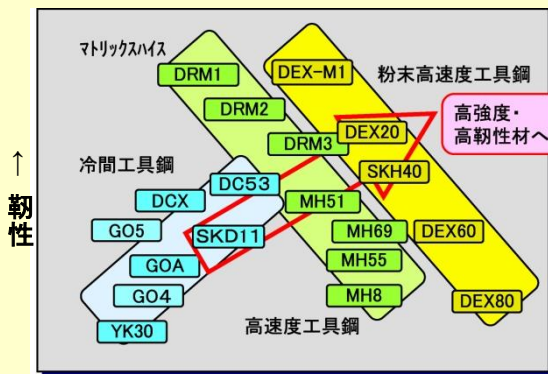 マトリックスハイス
DRM1
DEX-M1
粉末高速度工具鋼
DRM2
高強度・
高靭性材へ
DEX20
DRM3
冷間工具鋼
SKH40
DC53
DCX
MH51
GO5
SKD11
MH69
DEX60
GOA
MH55
GO4
MH8
DEX80
YK30
高速度工具鋼
↑
靭性